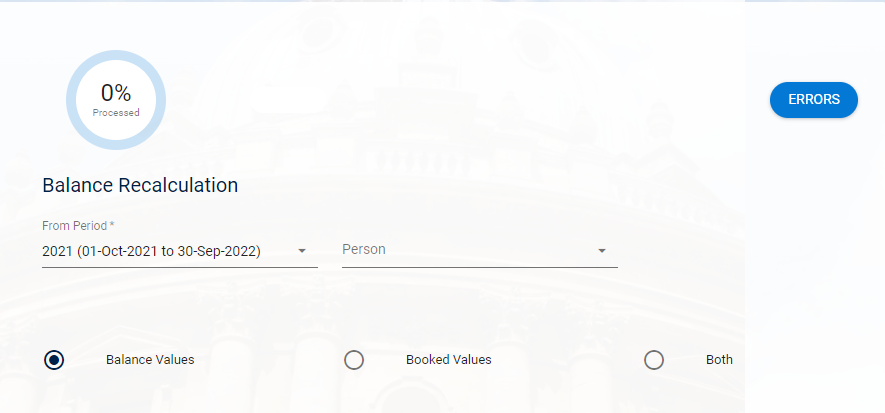 0%
Processed
ERRORS
Balance Recalculation
From Period *
2021 (01-Oct-2021 to 30-Sep-2022)
Person
Balance Values
Booked Values
Both